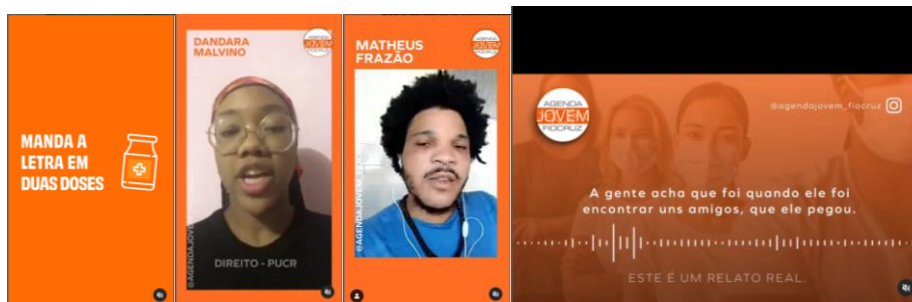 MANDA A
LETRA EM
DUAS DOSES
DANDARA
MALVINO
AGENDA
JOVEM
FIOCRUZ
@AGENDAJOVEM
DIREITO - PUCR
MATHEUS
FRAZÃO
AGENDA
JOVEM
FIOCRUZ
@AGENDAJOVEM_FIOCRUZ
AGENDA
JOVEM
FIOCRUZ
@agendajovem_fiocruz
A gente acha que foi quando ele foi
encontrar uns amigos, que ele pegou.
ESTE É UM RELATO REAL.